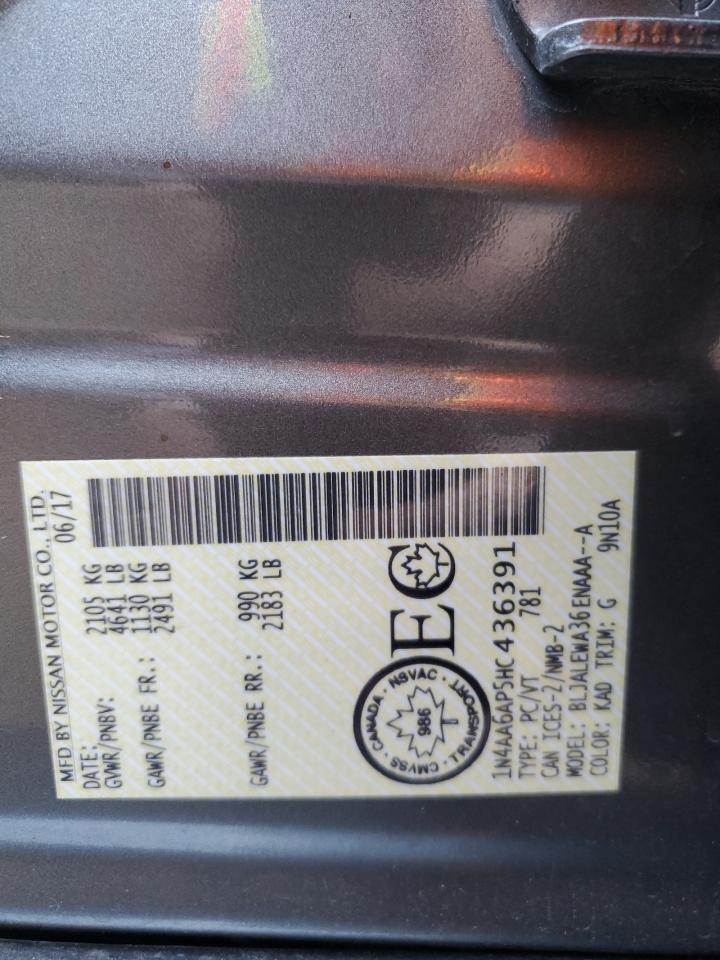 MFD BY NISSAN MOTOR CO., LTD.
DATE: 06/17
GVWR/PNBV: 2105 KG
4641 LB
GAWR/PNBE FR.: 1130 KG
2491 LB
GAWR/PNBE RR.: 990 KG
2183 LB
CANADA · NSVAC · TRANSPORT · CMVSS ·
986
EC
1N4AA6AP5HC436391
TYPE: PC/VT 781
CAN ICES-2/NMB-2
MODEL: BLJALEWA36ENAAA--A
COLOR: KAD TRIM: G 9N10A